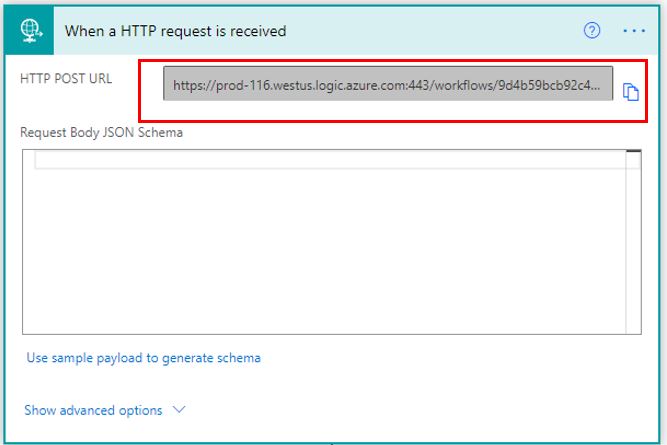 When a HTTP request is received
HTTP POST URL
https://prod-116.westus.logic.azure.com:443/workflows/9d4b59bcb92c4...
Request Body JSON Schema
Use sample payload to generate schema
Show advanced options